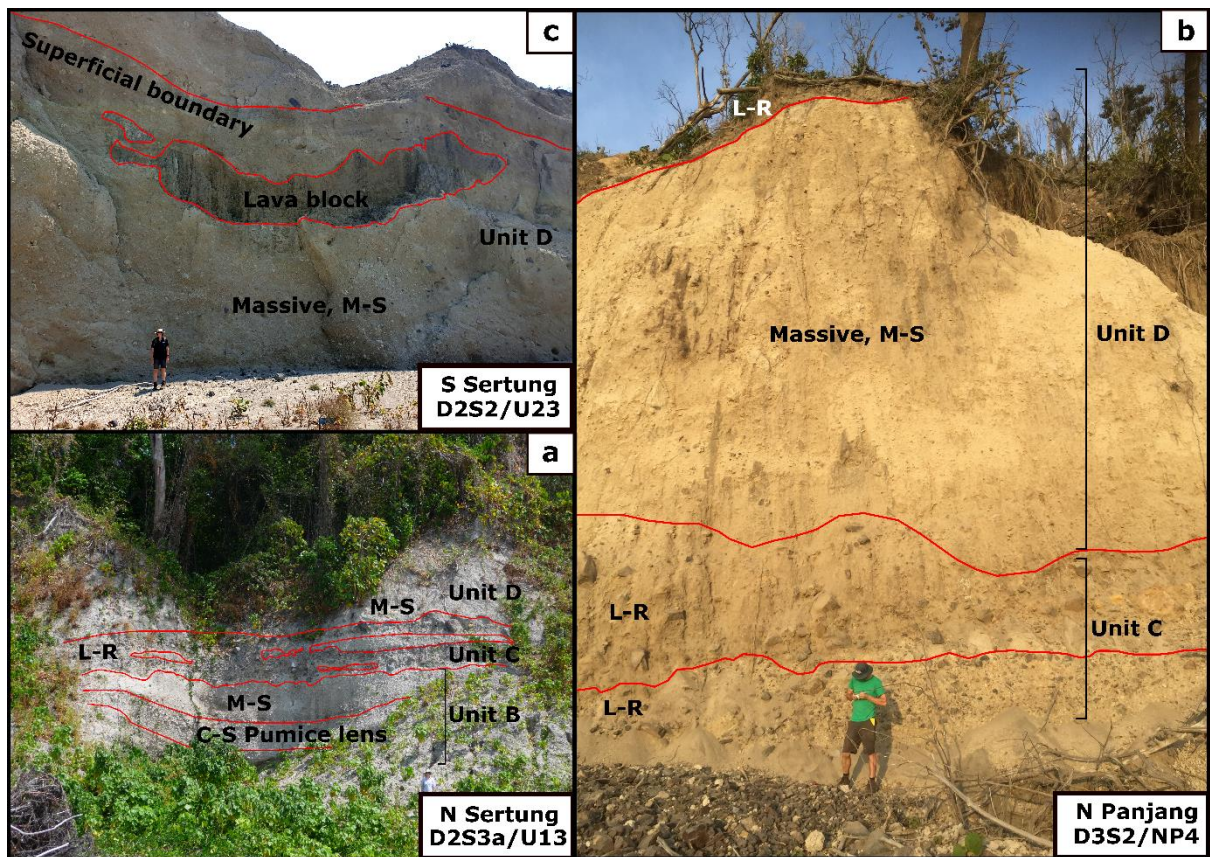 c
Superficial boundary
Lava block
Unit D
Massive, M-S
S Sertung
D2S2/U23
a
Unit D
M-S
L-R
Unit C
M-S
Unit B
C-S Pumice lens
N Sertung
D2S3a/U13
b
L-R
Massive, M-S
Unit D
L-R
Unit C
L-R
N Panjang
D3S2/NP4